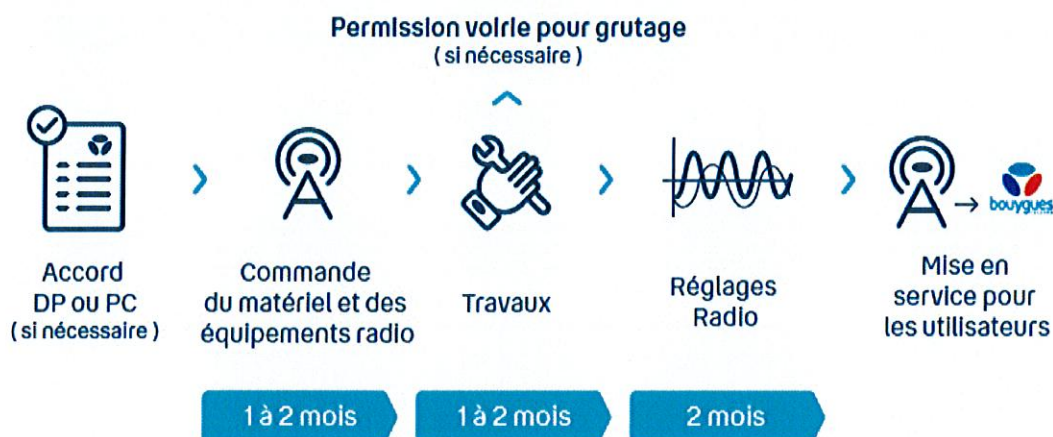 Permission voirie pour grutage
( si nécessaire )
Accord
DP ou PC
( si nécessaire )
Commande
du matériel et des
équipements radio
Travaux
Réglages
Radio
bouygues
Mise en
service pour
les utilisateurs
1 à 2 mois
1 à 2 mois
2 mois